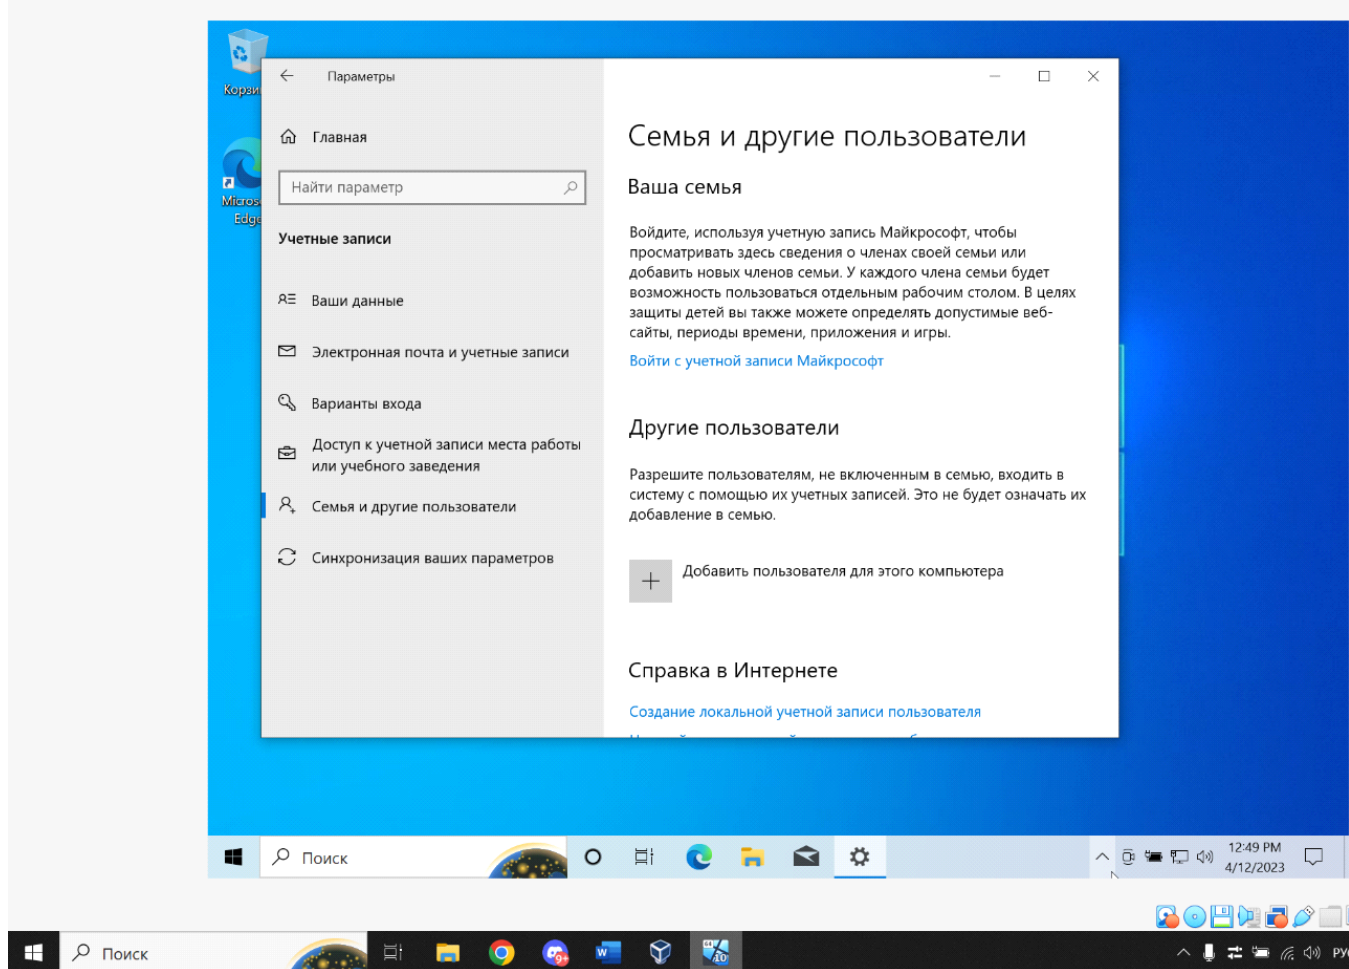 Корзи
Micros
Edge
Параметры
Главная
Найти параметр
Учетные записи
Ваши данные
Электронная почта и учетные записи
Варианты входа
Доступ к учетной записи места работы
или учебного заведения
Семья и другие пользователи
Синхронизация ваших параметров
Семья и другие пользователи
Ваша семья
Войдите, используя учетную запись Майкрософт, чтобы
просматривать здесь сведения о членах своей семьи или
добавить новых членов семьи. У каждого члена семьи будет
возможность пользоваться отдельным рабочим столом. В целях
защиты детей вы также можете определять допустимые веб-
сайты, периоды времени, приложения и игры.
Войти с учетной записи Майкрософт
Другие пользователи
Разрешите пользователям, не включенным в семью, входить в
систему с помощью их учетных записей. Это не будет означать их
добавление в семью.
Добавить пользователя для этого компьютера
Справка в Интернете
Создание локальной учетной записи пользователя
Поиск
12:49 PM
4/12/2023
Поиск
РУ